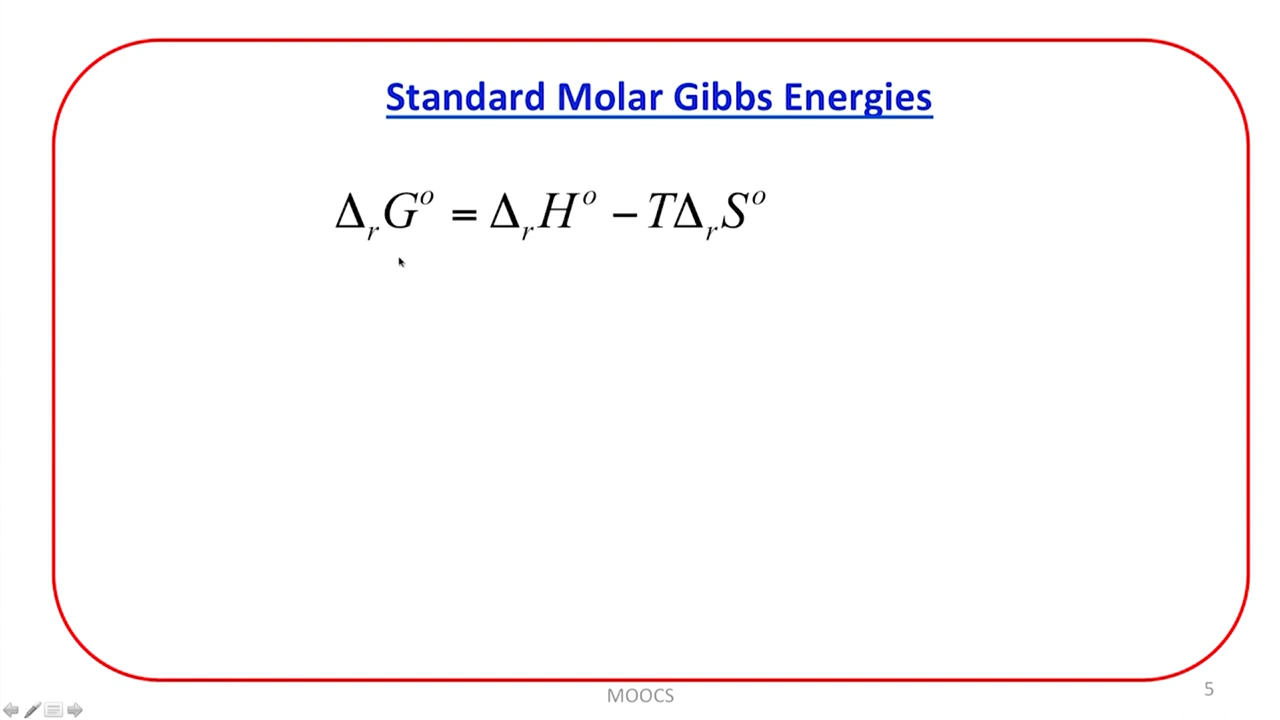 Standard Molar Gibbs Energies
ΔᵣG° = ΔᵣH° − TΔᵣS°
MOOCS
5